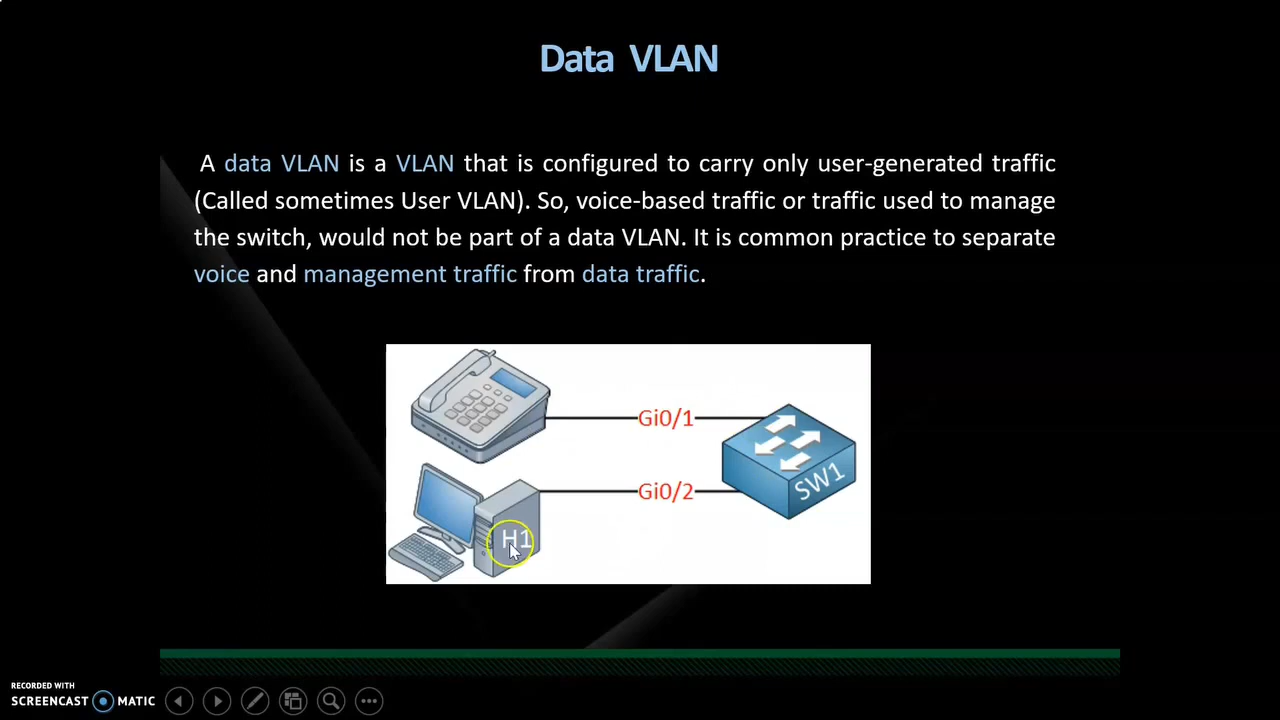 Data VLAN
A data VLAN is a VLAN that is configured to carry only user-generated traffic
(Called sometimes User VLAN). So, voice-based traffic or traffic used to manage
the switch, would not be part of a data VLAN. It is common practice to separate
voice and management traffic from data traffic.
Gi0/1
Gi0/2
SW1
H1
RECORDED WITH
SCREENCAST MATIC